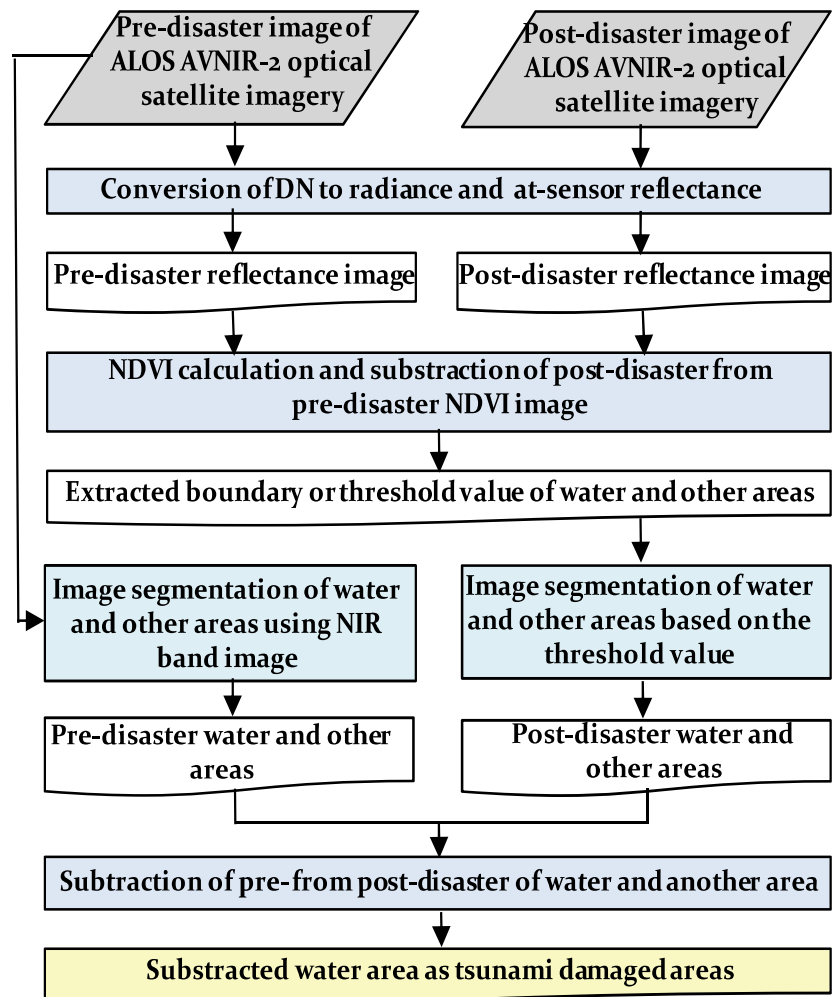 Pre-disaster image of
ALOS AVNIR-2 optical
satellite imagery
Post-disaster image of
ALOS AVNIR-2 optical
satellite imagery
Conversion of DN to radiance and at-sensor reflectance
Pre-disaster reflectance image
Post-disaster reflectance image
NDVI calculation and substraction of post-disaster from
pre-disaster NDVI image
Extracted boundary or threshold value of water and other areas
Image segmentation of water
and other areas using NIR
band image
Image segmentation of water
and other areas based on the
threshold value
Pre-disaster water and other
areas
Post-disaster water and
other areas
Subtraction of pre-from post-disaster of water and another area
Substracted water area as tsunami damaged areas